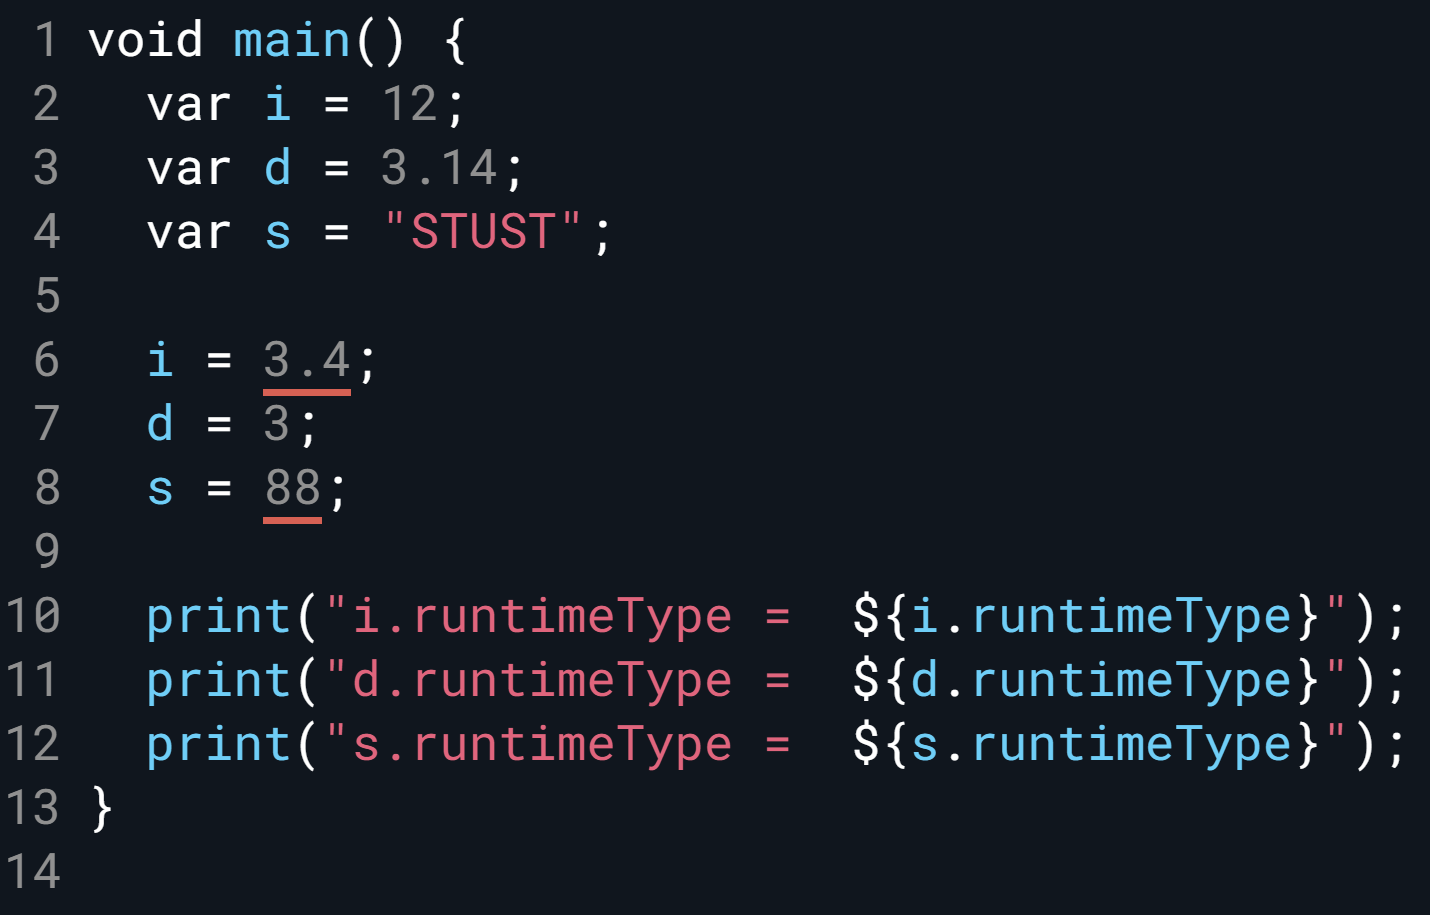 1 void main() {
2   var i = 12;
3   var d = 3.14;
4   var s = "STUST";
5
6   i = 3.4;
7   d = 3;
8   s = 88;
9
10   print("i.runtimeType =  ${i.runtimeType}");
11   print("d.runtimeType =  ${d.runtimeType}");
12   print("s.runtimeType =  ${s.runtimeType}");
13 }
14